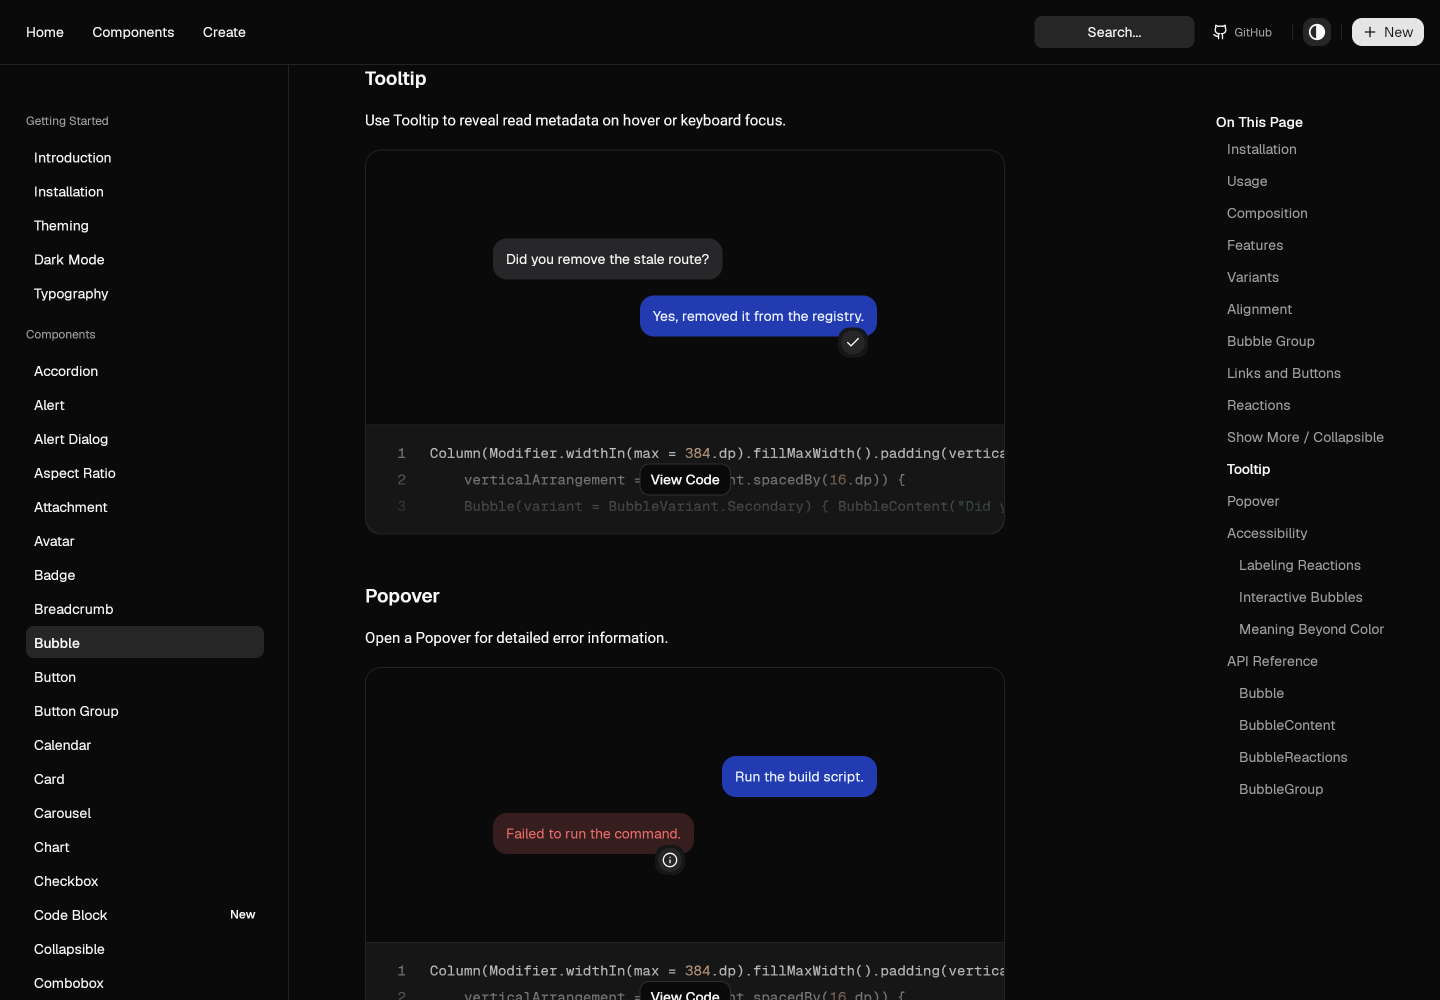 Home
Components
Create
Search...
GitHub
New
Getting Started
Introduction
Installation
Theming
Dark Mode
Typography
Components
Accordion
Alert
Alert Dialog
Aspect Ratio
Attachment
Avatar
Badge
Breadcrumb
Bubble
Button
Button Group
Calendar
Card
Carousel
Chart
Checkbox
Code Block New
Collapsible
Combobox
Tooltip
Use Tooltip to reveal read metadata on hover or keyboard focus.
Did you remove the stale route?
Yes, removed it from the registry.
1 Column(Modifier.widthIn(max = 384.dp).fillMaxWidth().padding(vertica
2 verticalArrangement = nt.spacedBy(16.dp)) {
View Code
3 Bubble(variant = BubbleVariant.Secondary) { BubbleContent("Did y
Popover
Open a Popover for detailed error information.
Run the build script.
Failed to run the command.
1 Column(Modifier.widthIn(max = 384.dp).fillMaxWidth().padding(vertica
2 verticalArrangement = nt.spacedBy(16.dp)) {
View Code
On This Page
Installation
Usage
Composition
Features
Variants
Alignment
Bubble Group
Links and Buttons
Reactions
Show More / Collapsible
Tooltip
Popover
Accessibility
Labeling Reactions
Interactive Bubbles
Meaning Beyond Color
API Reference
Bubble
BubbleContent
BubbleReactions
BubbleGroup